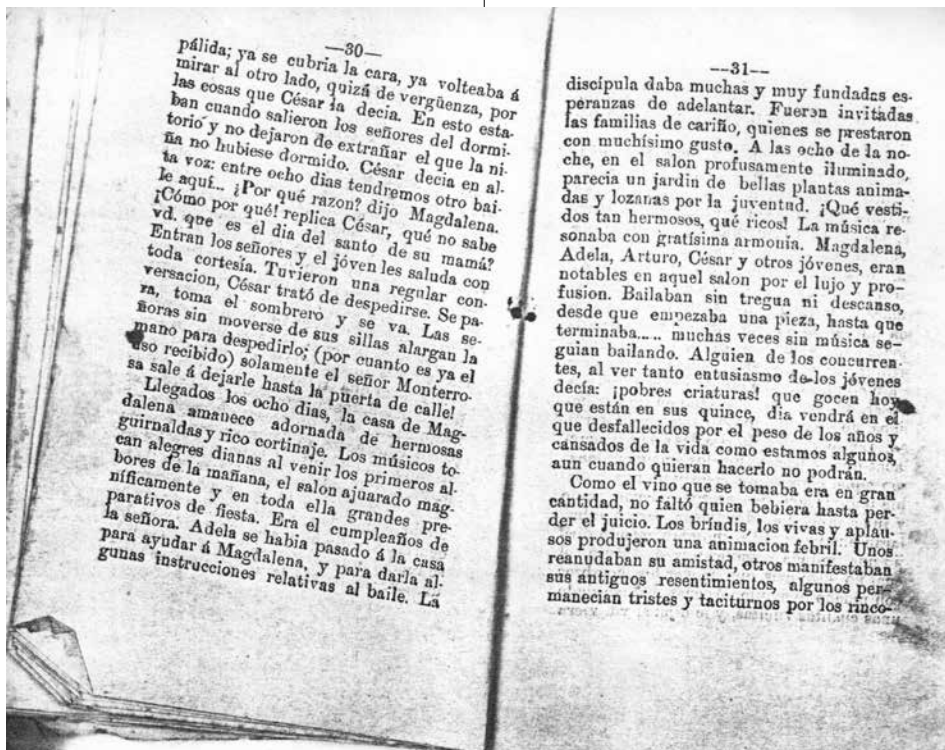 —30—
pálida; ya se cubria la cara, ya volteaba á
mirar al otro lado, quizá de vergüenza, por
las cosas que César la decia. En esto esta-
ban cuando salieron los señores del dormi-
torio y no dejaron de extrañar el que la ni-
ña no hubiese dormido. César decia en al-
ta voz: entre ocho dias tendremos otro bai-
le aquí... ¿Por qué razon? dijo Magdalena.
¡Cómo por qué! replica César, qué no sabe
vd. que es el dia del santo de su mamá?
Entran los señores y el jóven les saluda con
toda cortesía. Tuvieron una regular con-
versacion, César trató de despedirse. Se pa-
ra, toma el sombrero y se va. Las se-
ñoras sin moverse de sus sillas alargan la
mano para despedirlo; (por cuanto es ya el
uso recibido) solamente el señor Monterro-
sa sale á dejarle hasta la puerta de calle!
Llegados los ocho dias, la casa de Mag-
dalena amanece adornada de hermosas
guirnaldas y rico cortinaje. Los músicos to-
can alegres dianas al venir los primeros al-
bores de la mañana, el salon ajuarado mag-
níficamente y en toda ella grandes pre-
parativos de fiesta. Era el cumpleaños de
la señora. Adela se habia pasado á la casa
para ayudar á Magdalena, y para darla al-
gunas instrucciones relativas al baile. La
—31—
discípula daba muchas y muy fundadas es-
peranzas de adelantar. Fueron invitadas
las familias de cariño, quienes se prestaron
con muchísimo gusto. A las ocho de la no-
che, en el salon profusamente iluminado,
parecia un jardin de bellas plantas anima-
das y lozanas por la juventud. ¡Qué vesti-
dos tan hermosos, qué ricos! La música re-
sonaba con gratísima armonía. Magdalena,
Adela, Arturo, César y otros jóvenes, eran
notables en aquel salon por el lujo y pro-
fusion. Bailaban sin tregua ni descanso,
desde que empezaba una pieza, hasta que
terminaba..... muchas veces sin música se-
guian bailando. Alguien de los concurren-
tes, al ver tanto entusiasmo de los jóvenes
decía: ¡pobres criaturas! que gocen hoy
que están en sus quince, dia vendrá en el
que desfallecidos por el peso de los años y
cansados de la vida como estamos algunos,
aun cuando quieran hacerlo no podrán.
Como el vino que se tomaba era en gran
cantidad, no faltó quien bebiera hasta per-
der el juicio. Los bríndis, los vivas y aplau-
sos produjeron una animacion febril. Unos
reanudaban su amistad, otros manifestaban
sus antiguos resentimientos, algunos per-
manecian tristes y taciturnos por los rinco-